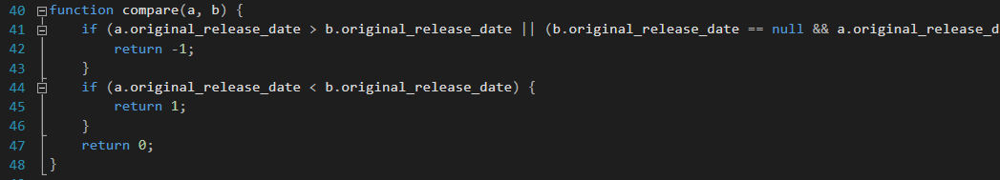 40 function compare(a, b) {
41 if (a.original_release_date > b.original_release_date || (b.original_release_date == null && a.original_release_d
42 return -1;
43 }
44 if (a.original_release_date < b.original_release_date) {
45 return 1;
46 }
47 return 0;
48 }